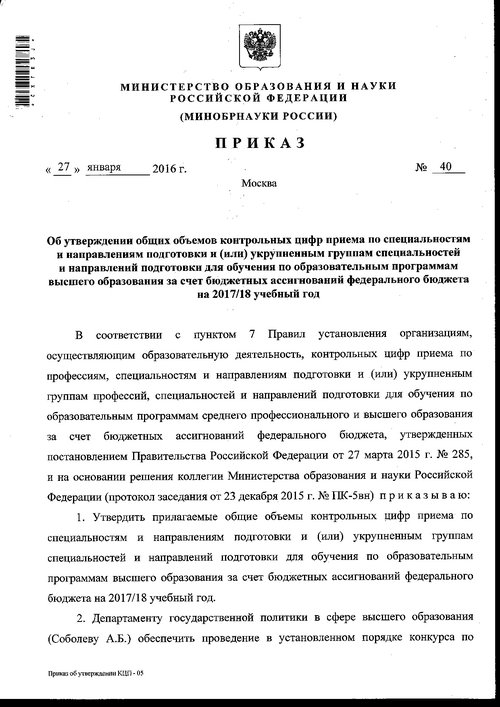 МИНИСТЕРСТВО ОБРАЗОВАНИЯ И НАУКИ
РОССИЙСКОЙ ФЕДЕРАЦИИ
(МИНОБРНАУКИ РОССИИ)
ПРИКАЗ
« 27 » января 2016 г. № 40
Москва
Об утверждении общих объемов контрольных цифр приема по специальностям
и направлениям подготовки и (или) укрупненным группам специальностей
и направлений подготовки для обучения по образовательным программам
высшего образования за счет бюджетных ассигнований федерального бюджета
на 2017/18 учебный год
В соответствии с пунктом 7 Правил установления организациям,
осуществляющим образовательную деятельность, контрольных цифр приема по
профессиям, специальностям и направлениям подготовки и (или) укрупненным
группам профессий, специальностей и направлений подготовки для обучения по
образовательным программам среднего профессионального и высшего образования
за счет бюджетных ассигнований федерального бюджета, утвержденных
постановлением Правительства Российской Федерации от 27 марта 2015 г. № 285,
и на основании решения коллегии Министерства образования и науки Российской
Федерации (протокол заседания от 23 декабря 2015 г. № ПК-5вн) приказываю:
1. Утвердить прилагаемые общие объемы контрольных цифр приема по
специальностям и направлениям подготовки и (или) укрупненным группам
специальностей и направлений подготовки для обучения по образовательным
программам высшего образования за счет бюджетных ассигнований федерального
бюджета на 2017/18 учебный год.
2. Департаменту государственной политики в сфере высшего образования
(Соболеву А.Б.) обеспечить проведение в установленном порядке конкурса по
Приказ об утверждении КЦП - 05